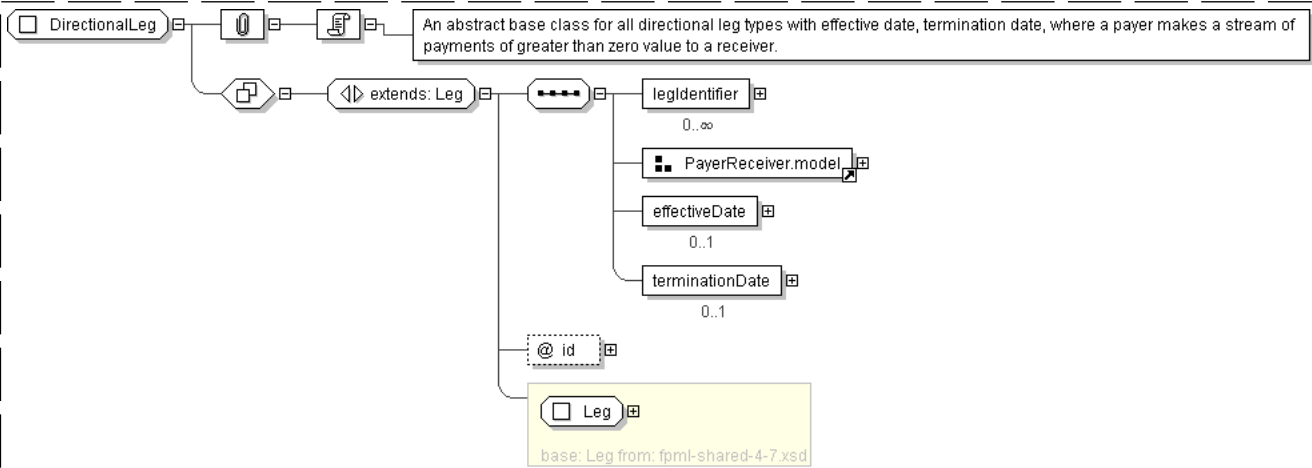 DirectionalLeg
An abstract base class for all directional leg types with effective date, termination date, where a payer makes a stream of
payments of greater than zero value to a receiver.
extends: Leg
legIdentifier
0..∞
PayerReceiver.model
effectiveDate
0..1
terminationDate
0..1
@ id
Leg
base: Leg from: fpml-shared-4-7.xsd